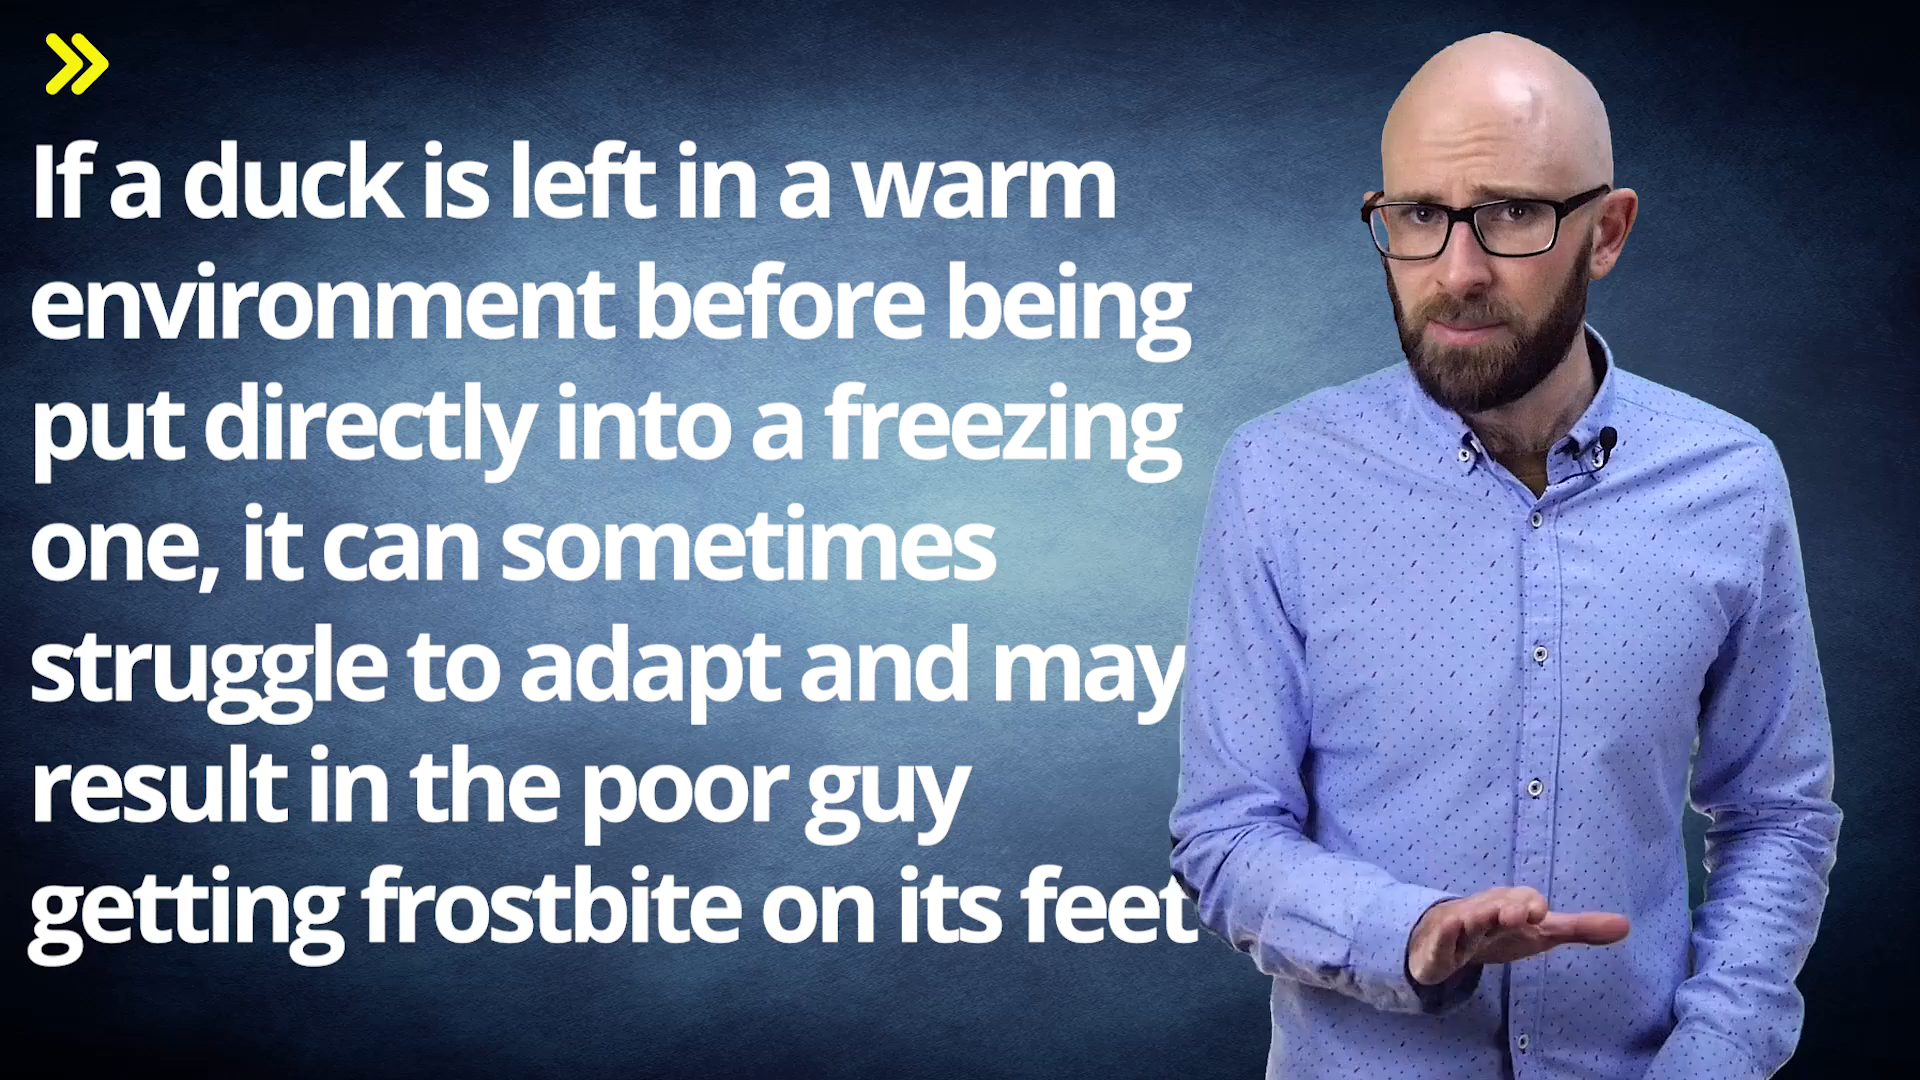 If a duck is left in a warm
environment before being
put directly into a freezing
one, it can sometimes
struggle to adapt and may
result in the poor guy
getting frostbite on its feet